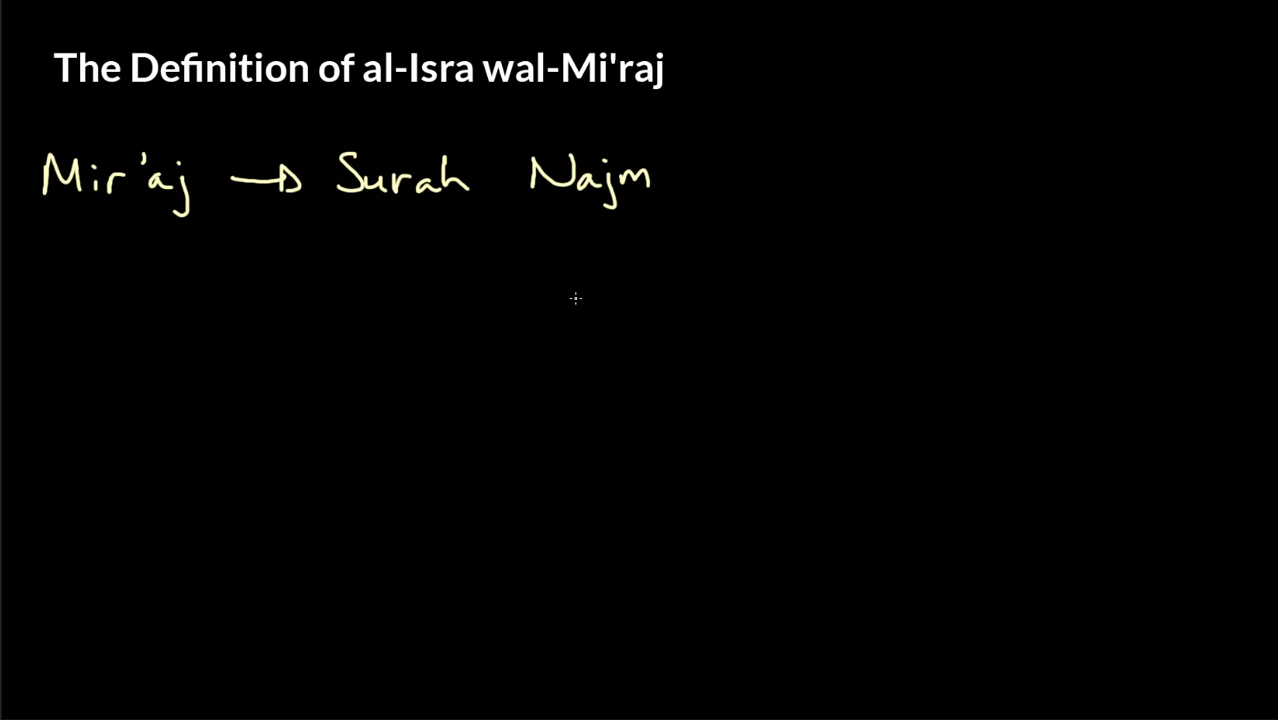 The Definition of al-Isra wal-Mi'raj
Mir'aj → Surah Najm